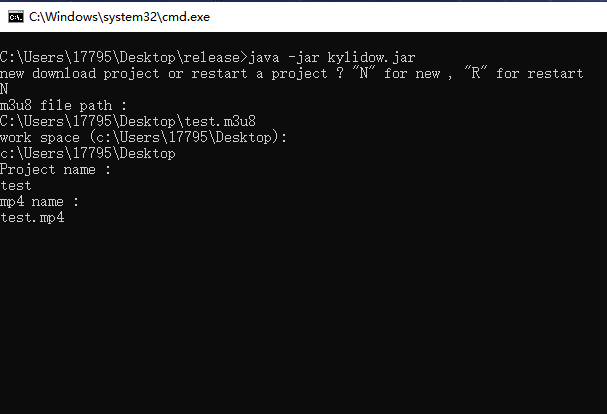 C:\Windows\system32\cmd.exe
C:\Users\17795\Desktop\release>java -jar kylidow.jar
new download project or restart a project ? "N" for new , "R" for restart
N
m3u8 file path :
C:\Users\17795\Desktop\test.m3u8
work space (c:\Users\17795\Desktop):
c:\Users\17795\Desktop
Project name :
test
mp4 name :
test.mp4